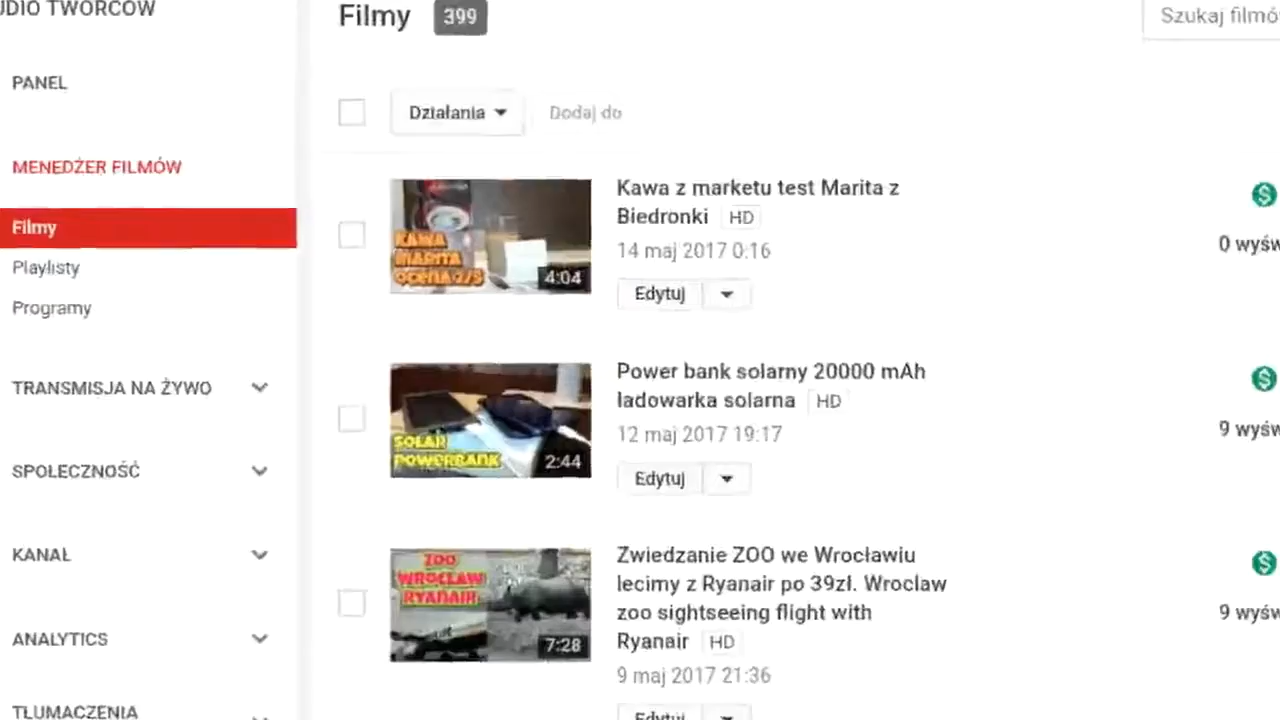 UDIO TWÓRCÓW
Filmy 399
Szukaj filmó
PANEL
Działania
Dodaj do
MENEDŻER FILMÓW
Filmy
Playlisty
Programy
TRANSMISJA NA ŻYWO
SPOŁECZNOŚĆ
KANAŁ
ANALYTICS
TŁUMACZENIA
KAWA
MARITA
OCENA 2/5
4:04
Kawa z marketu test Marita z
Biedronki HD
14 maj 2017 0:16
Edytuj
0 wyśw
SOLAR
POWERBANK
2:44
Power bank solarny 20000 mAh
ładowarka solarna HD
12 maj 2017 19:17
Edytuj
9 wyśw
ZOO
WROCŁAW
RYANAIR
7:28
Zwiedzanie ZOO we Wrocławiu
lecimy z Ryanair po 39zł. Wroclaw
zoo sightseeing flight with
Ryanair HD
9 maj 2017 21:36
Edytuj
9 wyśw